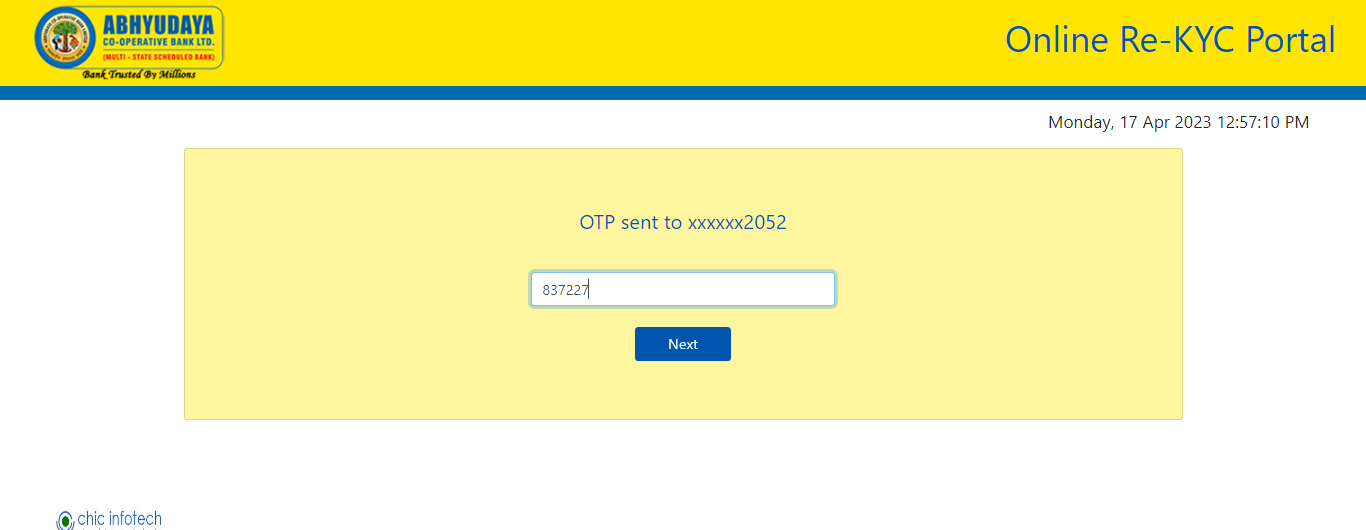 ABHYUDAYA
CO-OPERATIVE BANK LTD.
(MULTI - STATE SCHEDULED BANK)
Bank Trusted By Millions
Online Re-KYC Portal
Monday, 17 Apr 2023 12:57:10 PM
OTP sent to xxxxxx2052
837227
Next
chic infotech